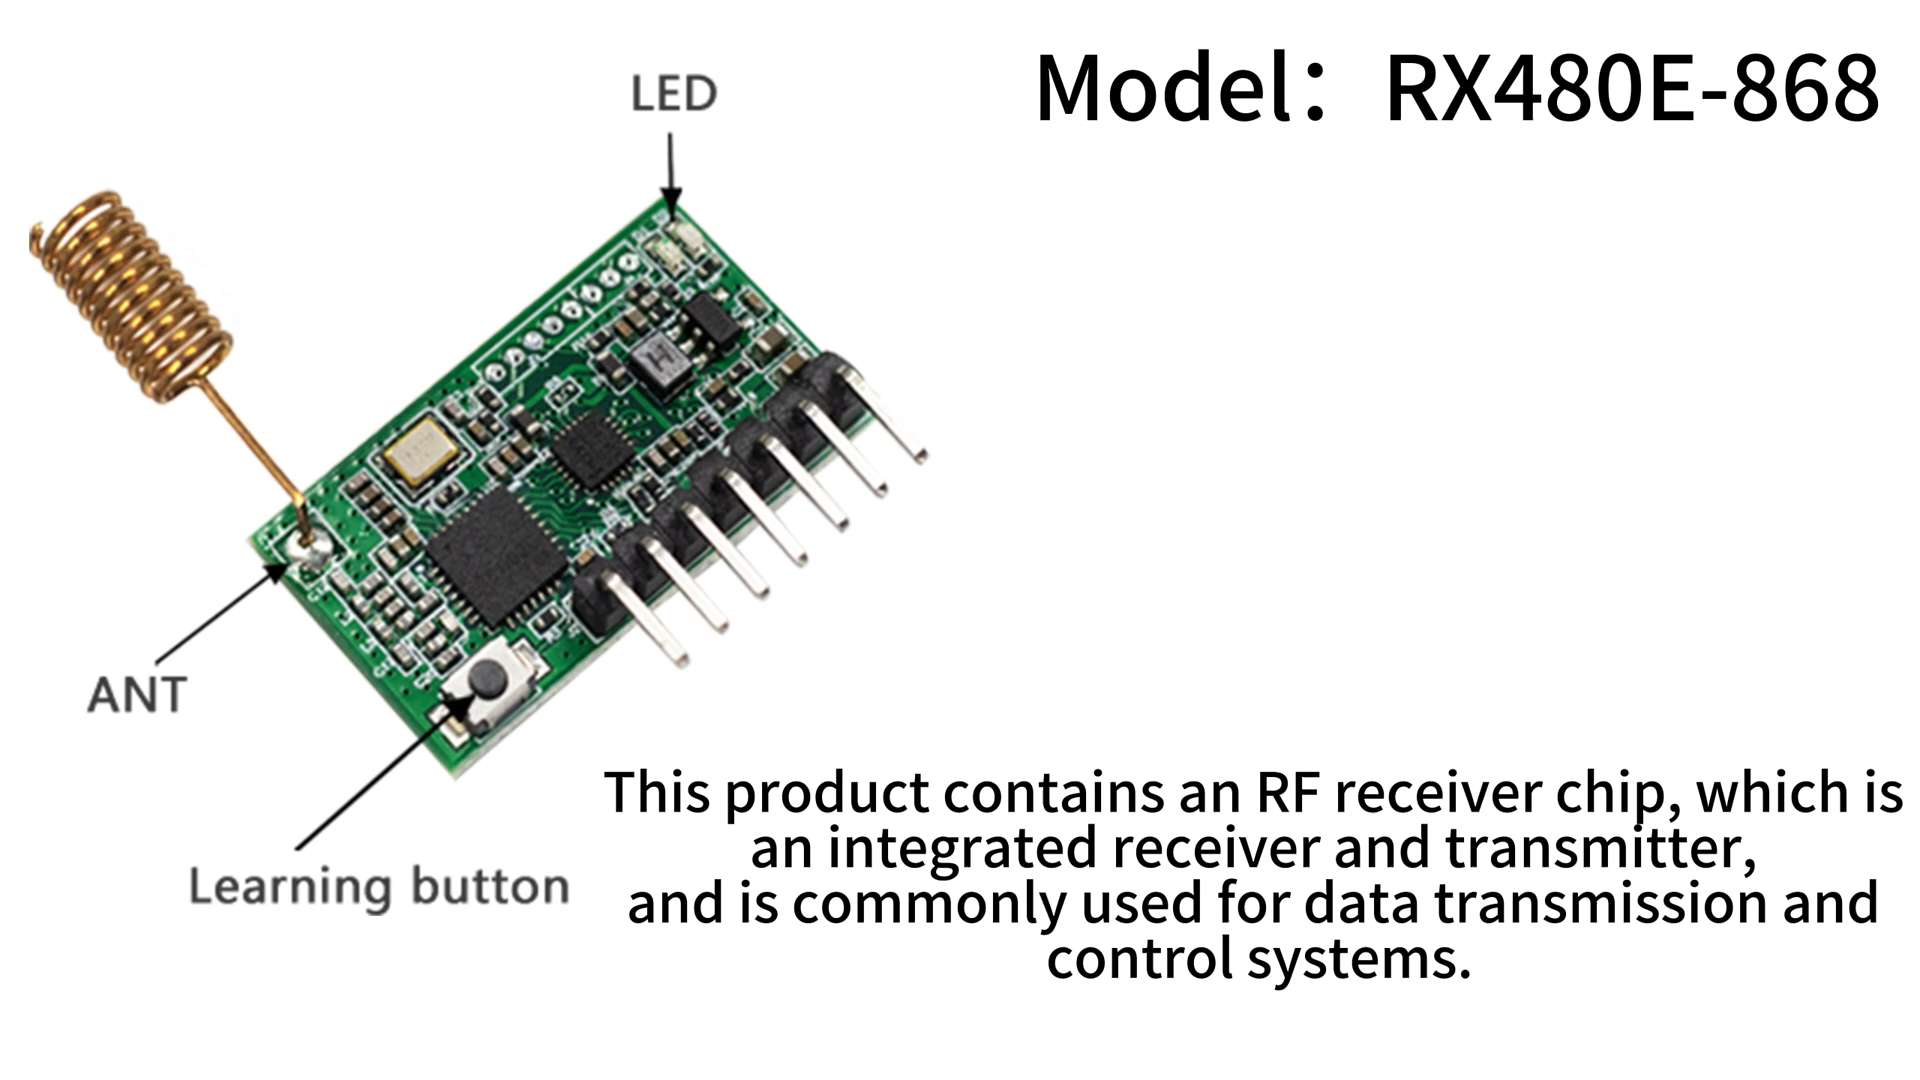 LED
Model：RX480E-868
ANT
Learning button
This product contains an RF receiver chip, which is
an integrated receiver and transmitter,
and is commonly used for data transmission and
control systems.